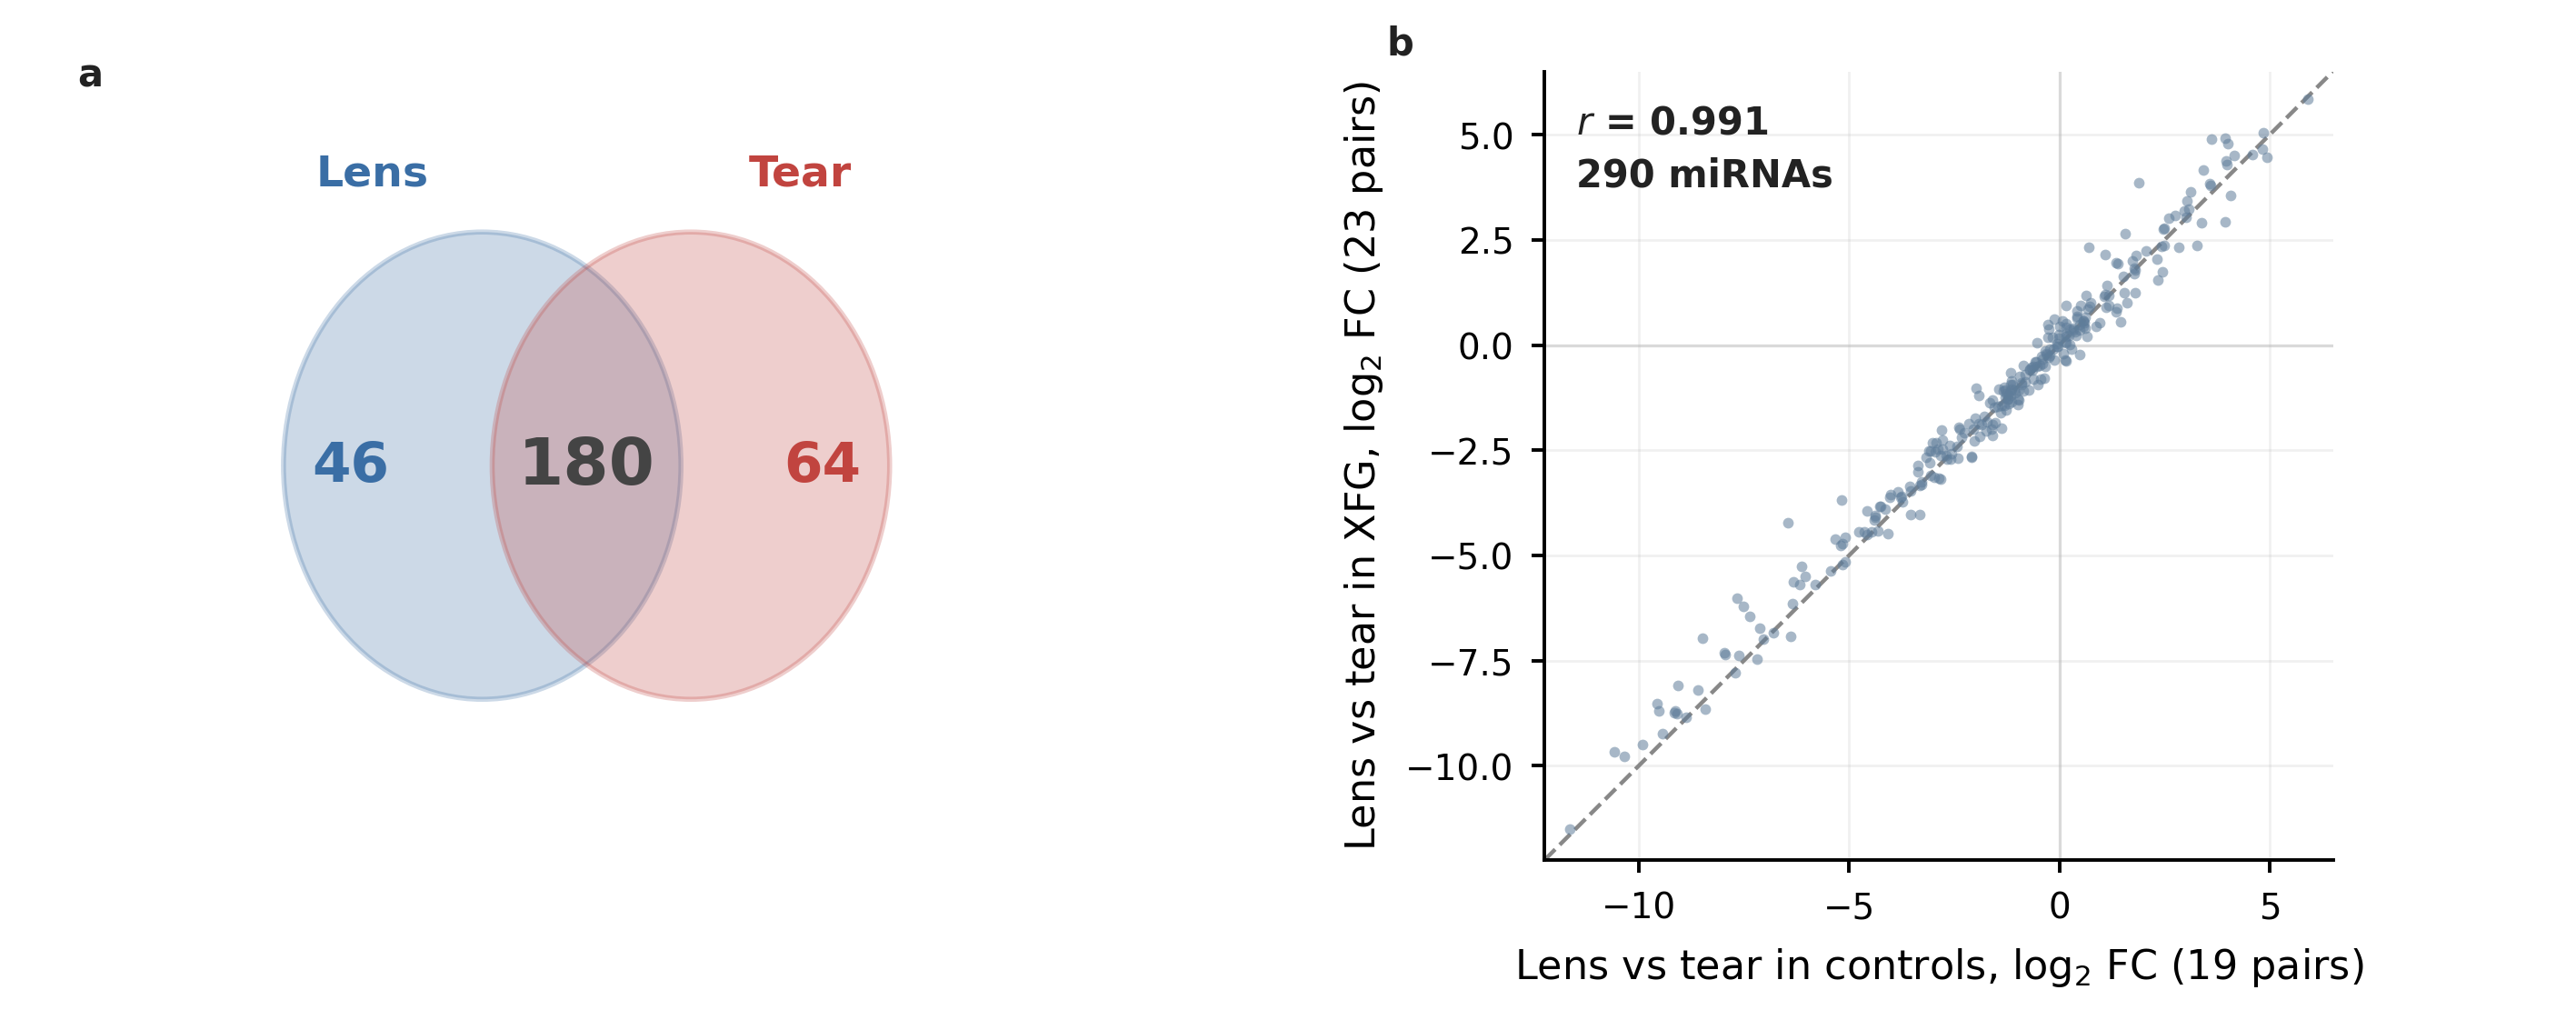 a
Lens
Tear
46
180
64
b
r = 0.991
290 miRNAs
Lens vs tear in XFG, log₂ FC (23 pairs)
5.0
2.5
0.0
−2.5
−5.0
−7.5
−10.0
−10
−5
0
5
Lens vs tear in controls, log₂ FC (19 pairs)